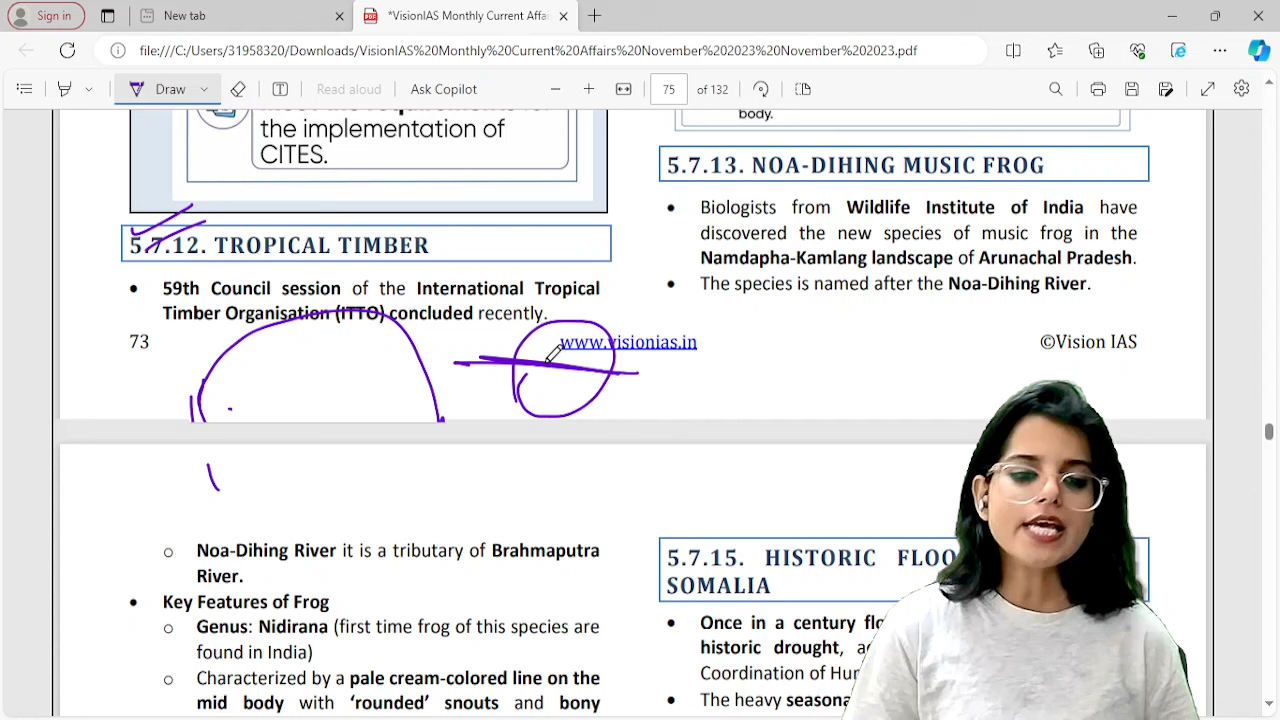 Sign in
New tab
*VisionIAS Monthly Current Affai
file:///C:/Users/31958320/Downloads/VisionIAS%20Monthly%20Current%20Affairs%20November%202023%20November%202023.pdf
Draw
Read aloud
Ask Copilot
75
of 132
the implementation of
CITES.
5.7.12. TROPICAL TIMBER
• 59th Council session of the International Tropical
Timber Organisation (ITTO) concluded recently.
73
www.visionias.in
©Vision IAS
body.
5.7.13. NOA-DIHING MUSIC FROG
• Biologists from Wildlife Institute of India have
discovered the new species of music frog in the
Namdapha-Kamlang landscape of Arunachal Pradesh.
• The species is named after the Noa-Dihing River.
o Noa-Dihing River it is a tributary of Brahmaputra
River.
• Key Features of Frog
o Genus: Nidirana (first time frog of this species are
found in India)
o Characterized by a pale cream-colored line on the
mid body with ‘rounded’ snouts and bony
5.7.15. HISTORIC FLOO
SOMALIA
• Once in a century flo
historic drought, a
Coordination of Hu
• The heavy seasona